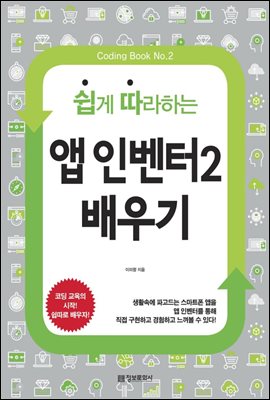 Coding Book No.2
쉽게 따라하는
앱 인벤터2
배우기
이미향 지음
코딩 교육의
시작!
쉽따로 배우자!
생활속에 파고드는 스마트폰 앱을
앱 인벤터를 통해
직접 구현하고 경험하고 느껴볼 수 있다!
정보문화사